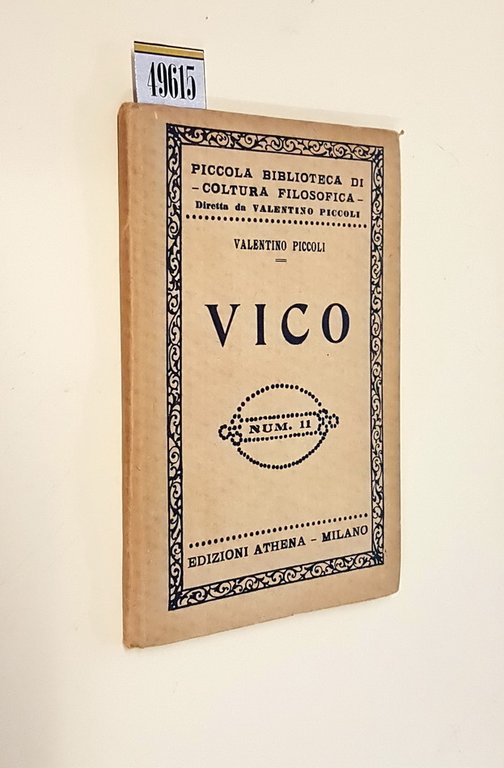 49615
PICCOLA BIBLIOTECA DI
- COLTURA FILOSOFICA -
Diretta da VALENTINO PICCOLI
VALENTINO PICCOLI
VICO
NUM. 11
EDIZIONI ATHENA - MILANO